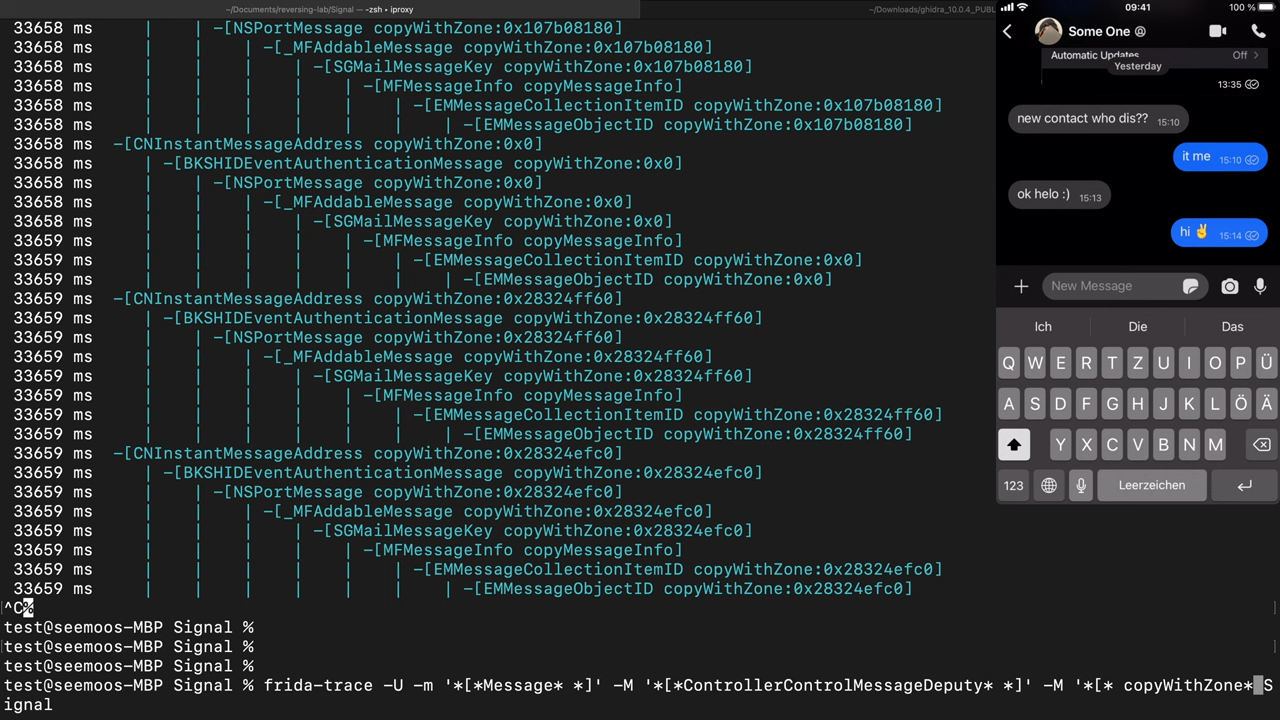 ~/Documents/reversing-lab/Signal — -zsh ▸ iproxy
~/Downloads/ghidra_10.0.4_PUBL
33658 ms | | -[NSPortMessage copyWithZone:0x107b08180]
33658 ms | | | -[_MFAddableMessage copyWithZone:0x107b08180]
33658 ms | | | | -[SGMailMessageKey copyWithZone:0x107b08180]
33658 ms | | | | | -[MFMessageInfo copyMessageInfo]
33658 ms | | | | | | -[EMMessageCollectionItemID copyWithZone:0x107b08180]
33658 ms | | | | | | | -[EMMessageObjectID copyWithZone:0x107b08180]
33658 ms -[CNInstantMessageAddress copyWithZone:0x0]
33658 ms | -[BKSHIDEventAuthenticationMessage copyWithZone:0x0]
33658 ms | | -[NSPortMessage copyWithZone:0x0]
33658 ms | | | -[_MFAddableMessage copyWithZone:0x0]
33658 ms | | | | -[SGMailMessageKey copyWithZone:0x0]
33659 ms | | | | | -[MFMessageInfo copyMessageInfo]
33659 ms | | | | | | -[EMMessageCollectionItemID copyWithZone:0x0]
33659 ms | | | | | | | -[EMMessageObjectID copyWithZone:0x0]
33659 ms -[CNInstantMessageAddress copyWithZone:0x28324ff60]
33659 ms | -[BKSHIDEventAuthenticationMessage copyWithZone:0x28324ff60]
33659 ms | | -[NSPortMessage copyWithZone:0x28324ff60]
33659 ms | | | -[_MFAddableMessage copyWithZone:0x28324ff60]
33659 ms | | | | -[SGMailMessageKey copyWithZone:0x28324ff60]
33659 ms | | | | | -[MFMessageInfo copyMessageInfo]
33659 ms | | | | | | -[EMMessageCollectionItemID copyWithZone:0x28324ff60]
33659 ms | | | | | | | -[EMMessageObjectID copyWithZone:0x28324ff60]
33659 ms -[CNInstantMessageAddress copyWithZone:0x28324efc0]
33659 ms | -[BKSHIDEventAuthenticationMessage copyWithZone:0x28324efc0]
33659 ms | | -[NSPortMessage copyWithZone:0x28324efc0]
33659 ms | | | -[_MFAddableMessage copyWithZone:0x28324efc0]
33659 ms | | | | -[SGMailMessageKey copyWithZone:0x28324efc0]
33659 ms | | | | | -[MFMessageInfo copyMessageInfo]
33659 ms | | | | | | -[EMMessageCollectionItemID copyWithZone:0x28324efc0]
33659 ms | | | | | | | -[EMMessageObjectID copyWithZone:0x28324efc0]
^C%
test@seemoos-MBP Signal %
test@seemoos-MBP Signal %
test@seemoos-MBP Signal %
test@seemoos-MBP Signal % frida-trace -U -m '*[*Message* *]' -M '*[*ControllerControlMessageDeputy* *]' -M '*[* copyWithZone* S
ignal
09:41
100 %
Some One
Automatic Updates Off >
Yesterday
13:35
new contact who dis?? 15:10
it me 15:10
ok helo :) 15:13
hi ✌ 15:14
New Message
Ich Die Das
Q W E R T Z U I O P Ü
A S D F G H J K L Ö Ä
Y X C V B N M
123 Leerzeichen